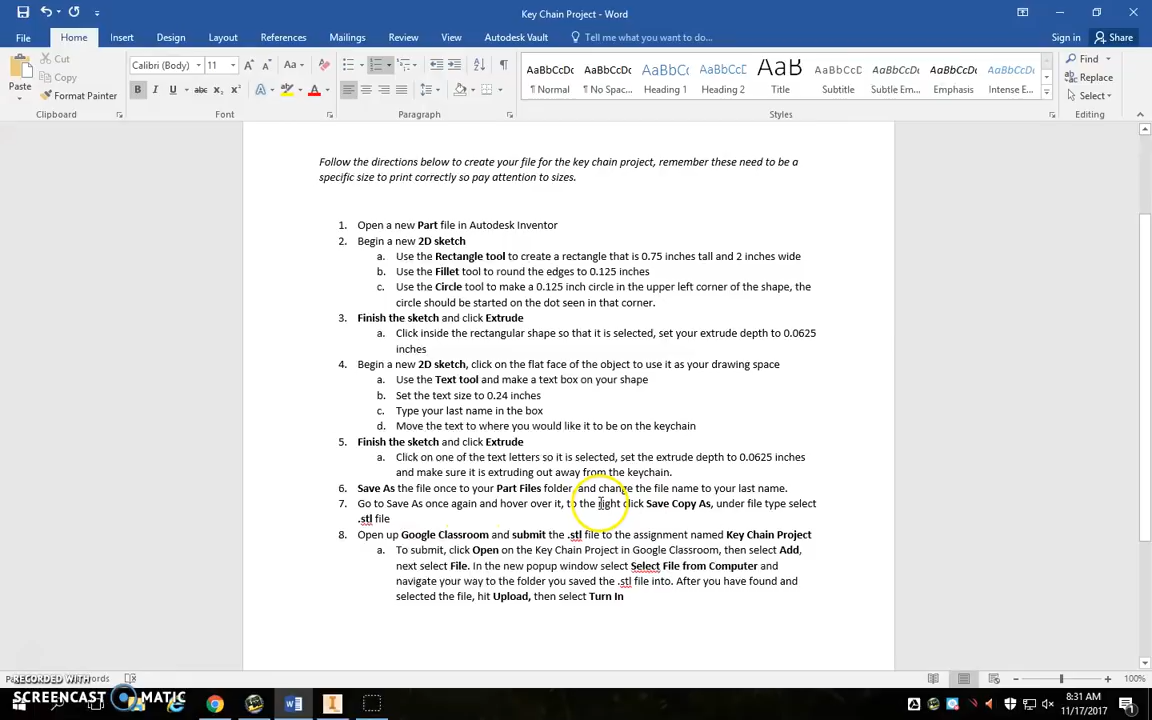 Key Chain Project - Word
File Home Insert Design Layout References Mailings Review View Autodesk Vault Tell me what you want to do... Sign in Share
Cut
Copy
Paste
Format Painter
Calibri (Body) 11
Aa
B I U abc X₂ X²
AaBbCcDc AaBbCcDc AaBbCc AaBbCcD AaB AaBbCcD AaBbCcDc AaBbCcDc AaBbCcDc
¶ Normal ¶ No Spac... Heading 1 Heading 2 Title Subtitle Subtle Em... Emphasis Intense E...
Find
Replace
Select
Clipboard Font Paragraph Styles Editing
Follow the directions below to create your file for the key chain project, remember these need to be a
specific size to print correctly so pay attention to sizes.
1. Open a new Part file in Autodesk Inventor
2. Begin a new 2D sketch
a. Use the Rectangle tool to create a rectangle that is 0.75 inches tall and 2 inches wide
b. Use the Fillet tool to round the edges to 0.125 inches
c. Use the Circle tool to make a 0.125 inch circle in the upper left corner of the shape, the
circle should be started on the dot seen in that corner.
3. Finish the sketch and click Extrude
a. Click inside the rectangular shape so that it is selected, set your extrude depth to 0.0625
inches
4. Begin a new 2D sketch, click on the flat face of the object to use it as your drawing space
a. Use the Text tool and make a text box on your shape
b. Set the text size to 0.24 inches
c. Type your last name in the box
d. Move the text to where you would like it to be on the keychain
5. Finish the sketch and click Extrude
a. Click on one of the text letters so it is selected, set the extrude depth to 0.0625 inches
and make sure it is extruding out away from the keychain.
6. Save As the file once to your Part Files folder, and change the file name to your last name.
7. Go to Save As once again and hover over it, to the right click Save Copy As, under file type select
.stl file
8. Open up Google Classroom and submit the .stl file to the assignment named Key Chain Project
a. To submit, click Open on the Key Chain Project in Google Classroom, then select Add,
next select File. In the new popup window select Select File from Computer and
navigate your way to the folder you saved the .stl file into. After you have found and
selected the file, hit Upload, then select Turn In
RECORDED WITH
SCREENCAST MATIC
100%
8:31 AM
11/17/2017